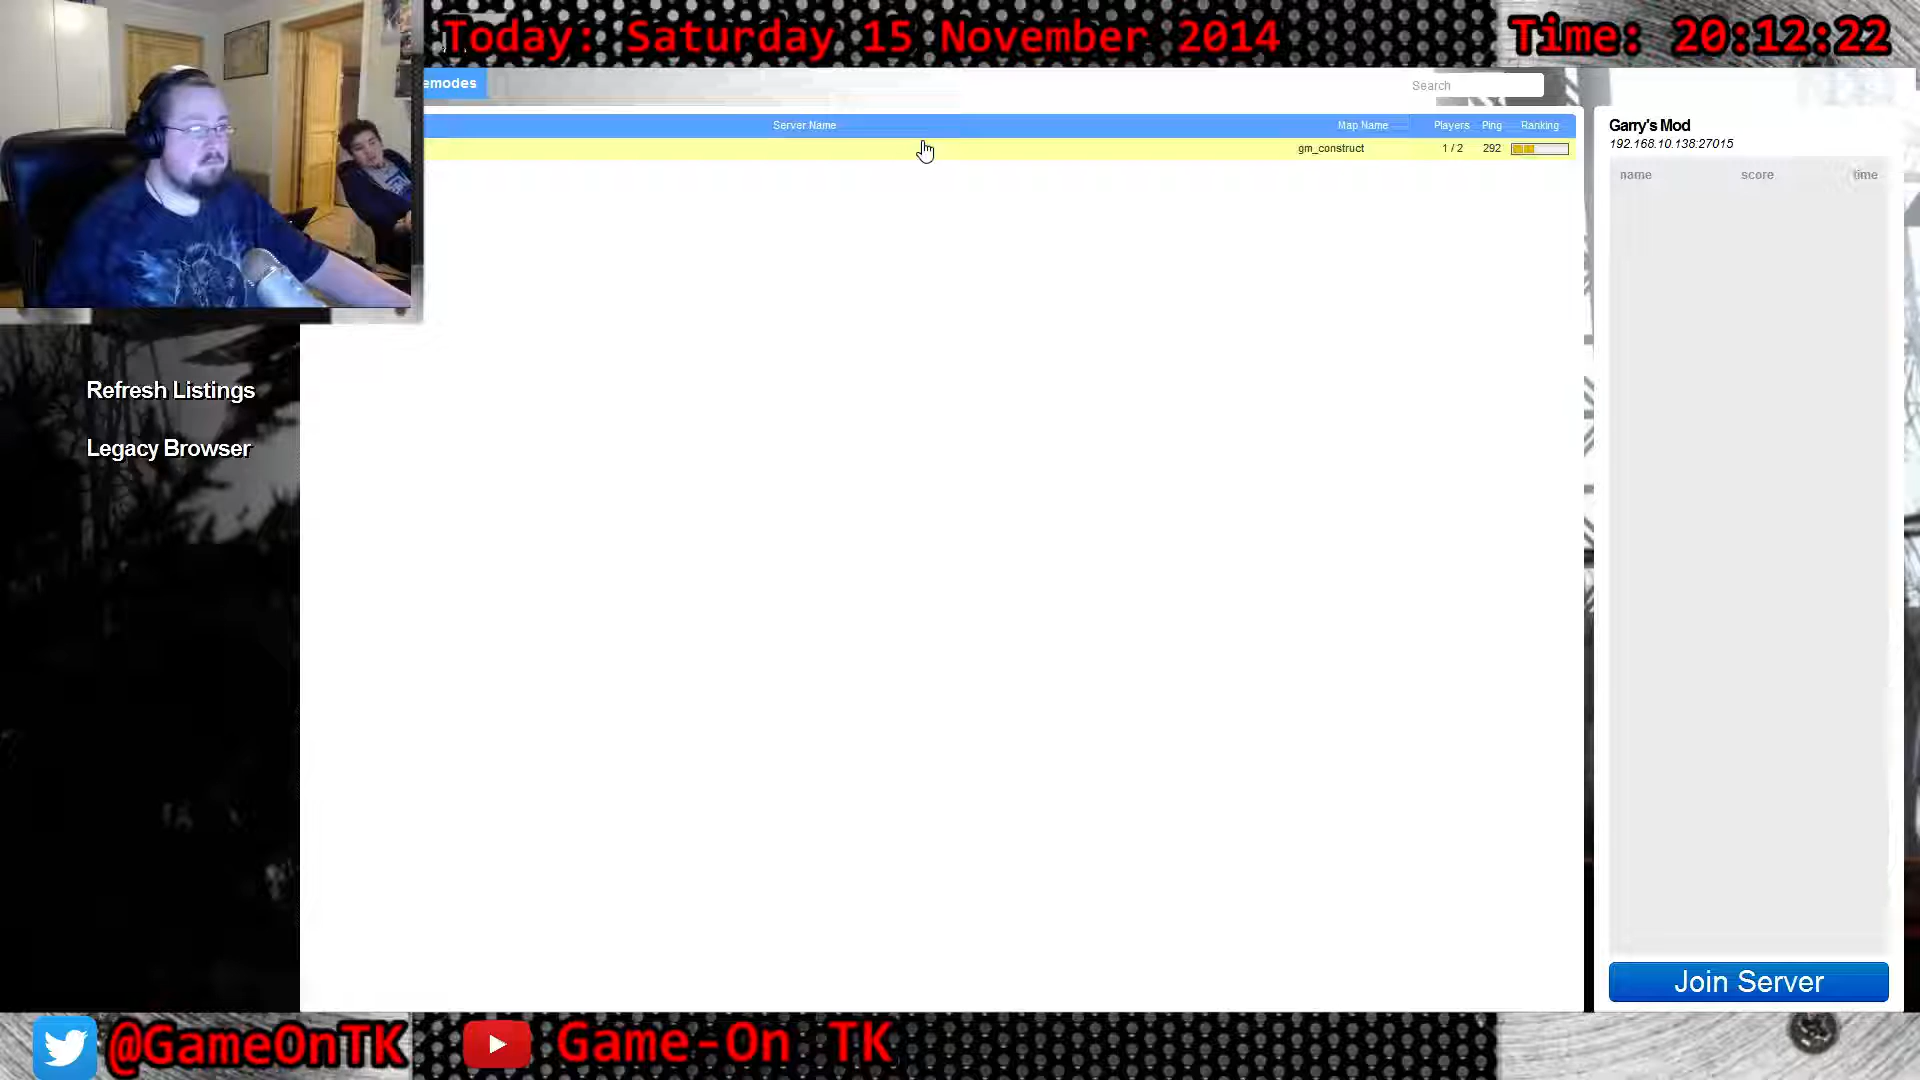 Today: Saturday 15 November 2014
Time: 20:12:22
emodes
Search
Server Name
Map Name
Players
Ping
Ranking
gm_construct
1 / 2
292
Garry's Mod
192.168.10.138:27015
name
score
time
Refresh Listings
Legacy Browser
Join Server
@GameOnTK
Game-On TK